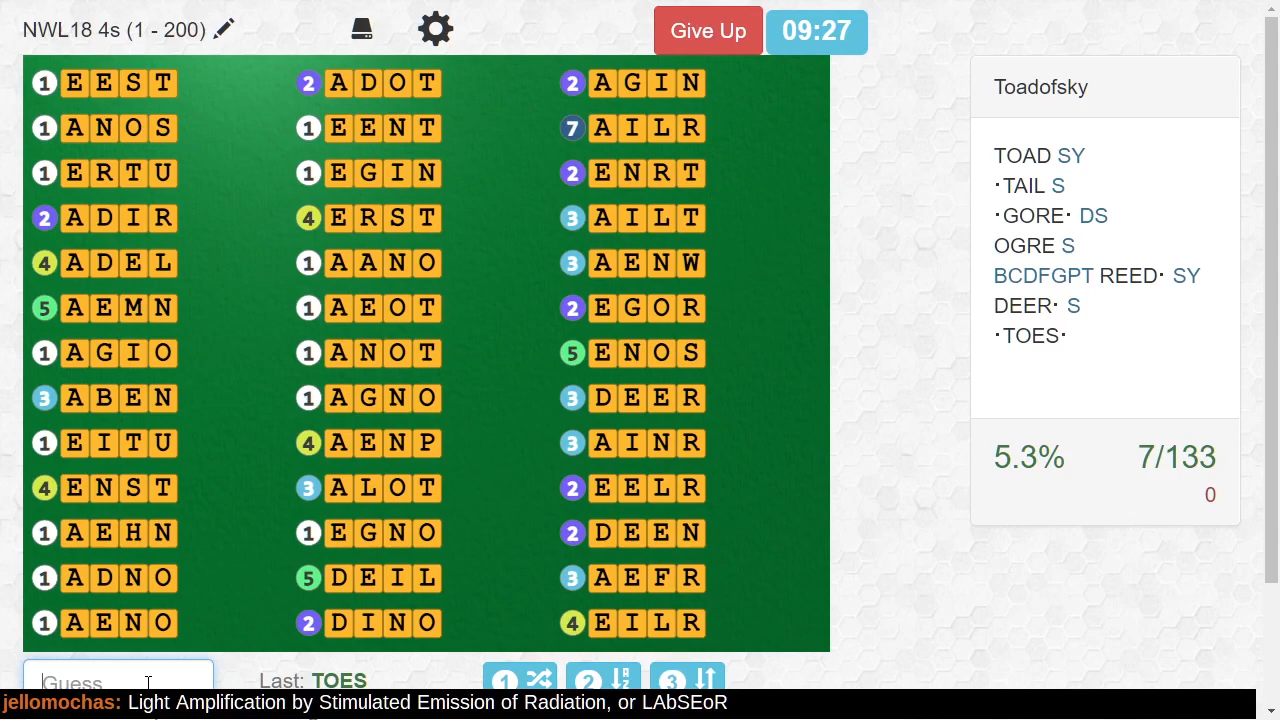 NWL18 4s (1 - 200)
Give Up
09:27
1 EEST 2 ADOT 2 AGIN
1 ANOS 1 EENT 7 AILR
1 ERTU 1 EGIN 2 ENRT
2 ADIR 4 ERST 3 AILT
4 ADEL 1 AANO 3 AENW
5 AEMN 1 AEOT 2 EGOR
1 AGIO 1 ANOT 5 ENOS
3 ABEN 1 AGNO 3 DEER
1 EITU 4 AENP 3 AINR
4 ENST 3 ALOT 2 EELR
1 AEHN 1 EGNO 2 DEEN
1 ADNO 5 DEIL 3 AEFR
1 AENO 2 DINO 4 EILR
Toadofsky
TOAD SY
·TAIL S
·GORE· DS
OGRE S
BCDFGPT REED· SY
DEER· S
·TOES·
5.3% 7/133
0
Guess
Last: TOES
1 2 3
jellomochas: Light Amplification by Stimulated Emission of Radiation, or LAbSEoR